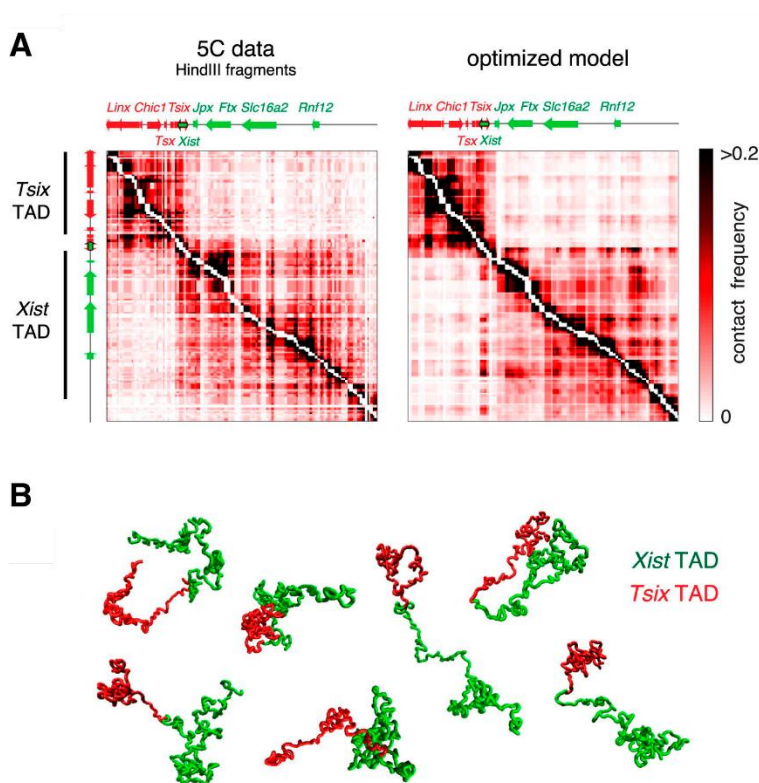 A
5C data
HindIII fragments
optimized model
Linx Chic1 Tsix Jpx Ftx Slc16a2 Rnf12
Tsx Xist
Linx Chic1 Tsix Jpx Ftx Slc16a2 Rnf12
Tsx Xist
Tsix
TAD
Xist
TAD
>0.2
contact frequency
0
B
Xist TAD
Tsix TAD